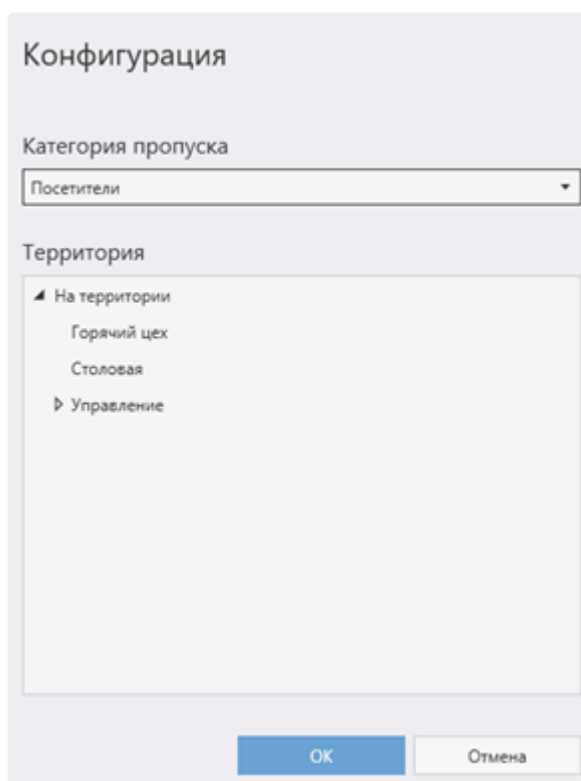 Конфигурация
Категория пропуска
Посетители
Территория
На территории
Горячий цех
Столовая
Управление
ОК Отмена